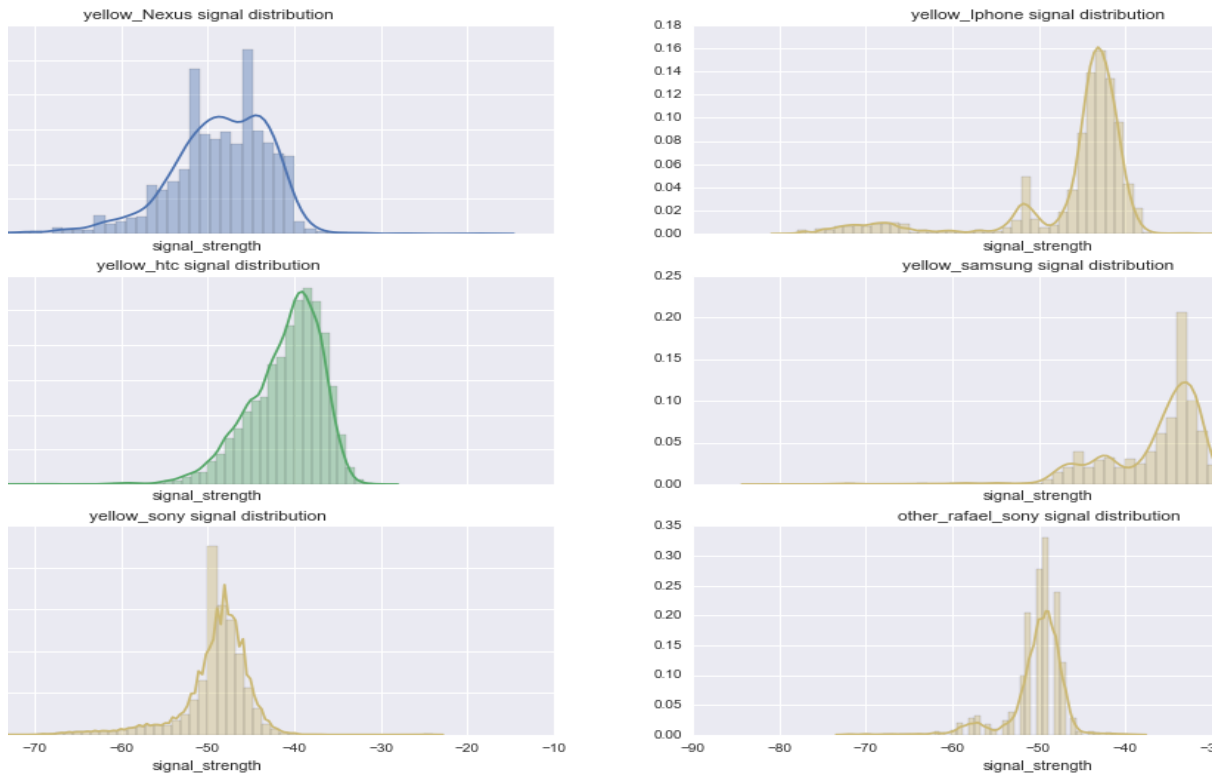 yellow_Nexus signal distribution
signal_strength
yellow_htc signal distribution
signal_strength
yellow_sony signal distribution
−70 −60 −50 −40 −30 −20 −10
signal_strength
yellow_Iphone signal distribution
0.18
0.16
0.14
0.12
0.10
0.08
0.06
0.04
0.02
0.00
signal_strength
yellow_samsung signal distribution
0.25
0.20
0.15
0.10
0.05
0.00
signal_strength
other_rafael_sony signal distribution
0.35
0.30
0.25
0.20
0.15
0.10
0.05
0.00
−90 −80 −70 −60 −50 −40
signal_strength